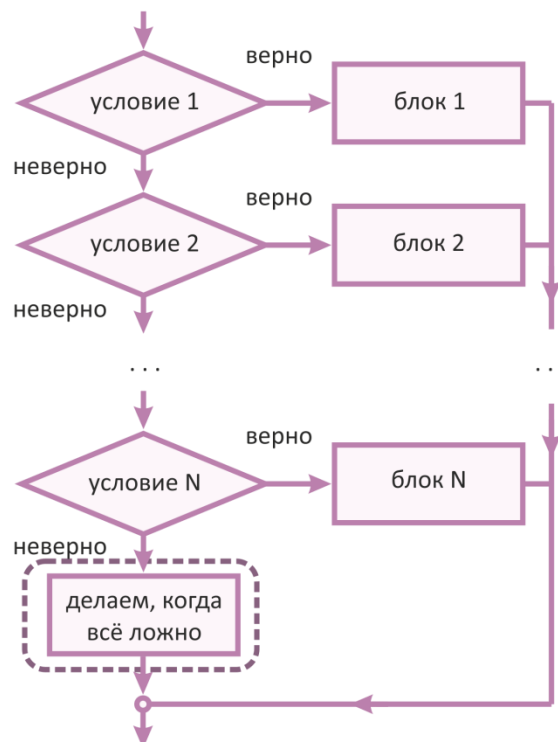 верно
условие 1
блок 1
неверно
верно
условие 2
блок 2
неверно
...
...
верно
условие N
блок N
неверно
делаем, когда
всё ложно